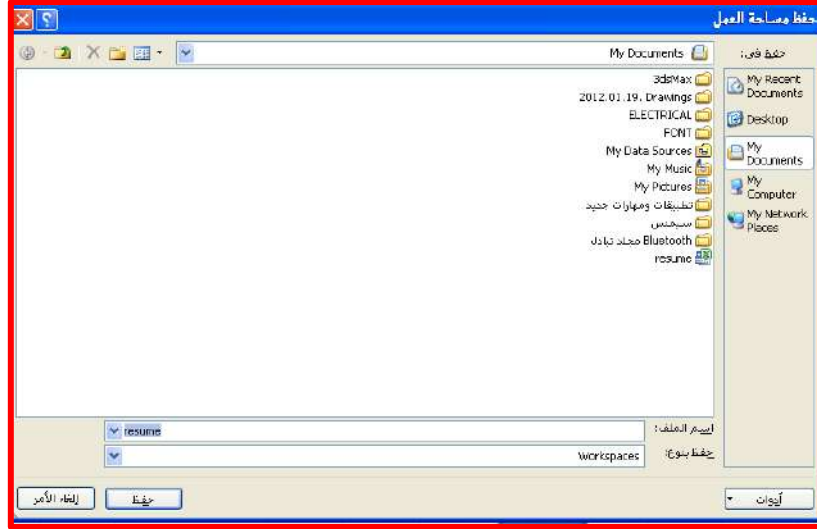 حفظ مساحة العمل
حفظ في:
My Documents
My Recent
Documents
Desktop
My
Documents
My
Computer
My Network
Places
3dsMax
2012.01.19. Drawings
ELECTRICAL
FONT
My Data Sources
My Music
My Pictures
تطبيقات ومهارات جديد
سيمنس
Bluetooth مجلد تبادل
resume
اسم الملف:
resume
حفظ بنوع:
Workspaces
أدوات
حفظ
إلغاء الأمر